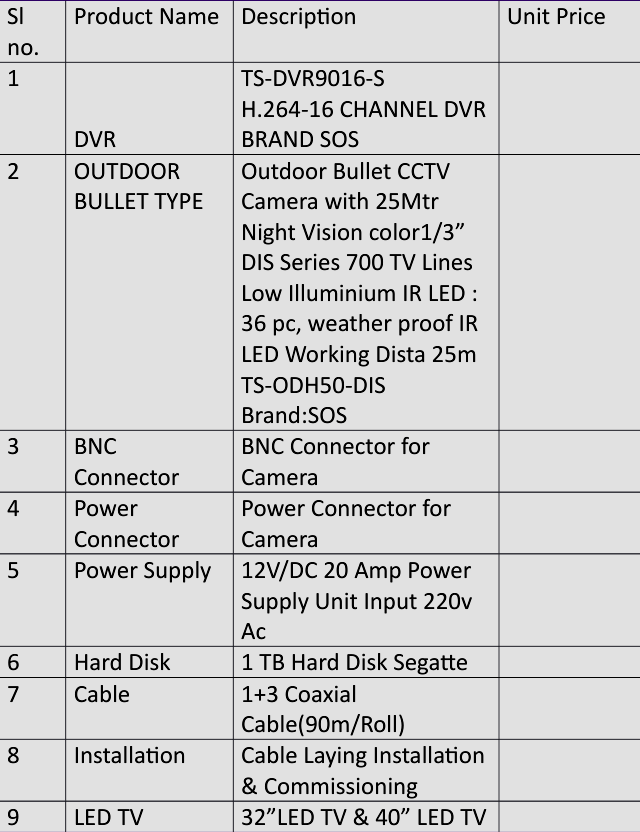 Sl no. Product Name Description Unit Price
1 DVR TS-DVR9016-S
H.264-16 CHANNEL DVR
BRAND SOS
2 OUTDOOR BULLET TYPE Outdoor Bullet CCTV
Camera with 25Mtr
Night Vision color1/3”
DIS Series 700 TV Lines
Low Illuminium IR LED :
36 pc, weather proof IR
LED Working Dista 25m
TS-ODH50-DIS
Brand:SOS
3 BNC Connector BNC Connector for
Camera
4 Power Connector Power Connector for
Camera
5 Power Supply 12V/DC 20 Amp Power
Supply Unit Input 220v
Ac
6 Hard Disk 1 TB Hard Disk Segatte
7 Cable 1+3 Coaxial
Cable(90m/Roll)
8 Installation Cable Laying Installation
& Commissioning
9 LED TV 32”LED TV & 40” LED TV